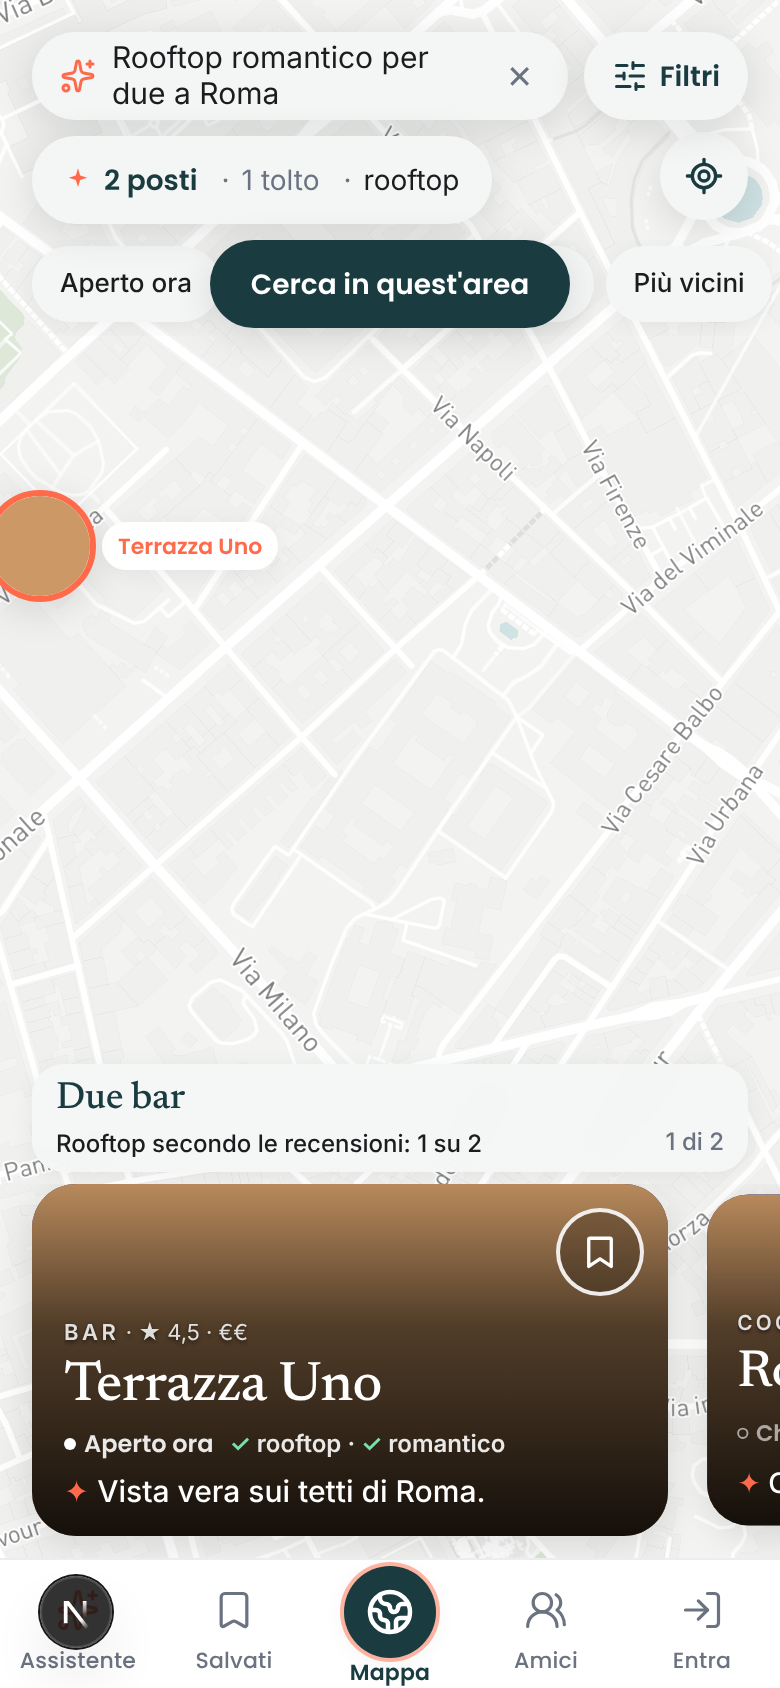 Rooftop romantico per
due a Roma
Filtri
2 posti · 1 tolto · rooftop
Aperto ora
Cerca in quest'area
Più vicini
Via Napoli
Via Firenze
Via del Viminale
Terrazza Uno
Via Cesare Balbo
Via Urbana
Via Milano
Due bar
Rooftop secondo le recensioni: 1 su 2
1 di 2
BAR · ★ 4,5 · €€
Terrazza Uno
Aperto ora ✓ rooftop · ✓ romantico
Vista vera sui tetti di Roma.
N
Assistente
Salvati
Mappa
Amici
Entra